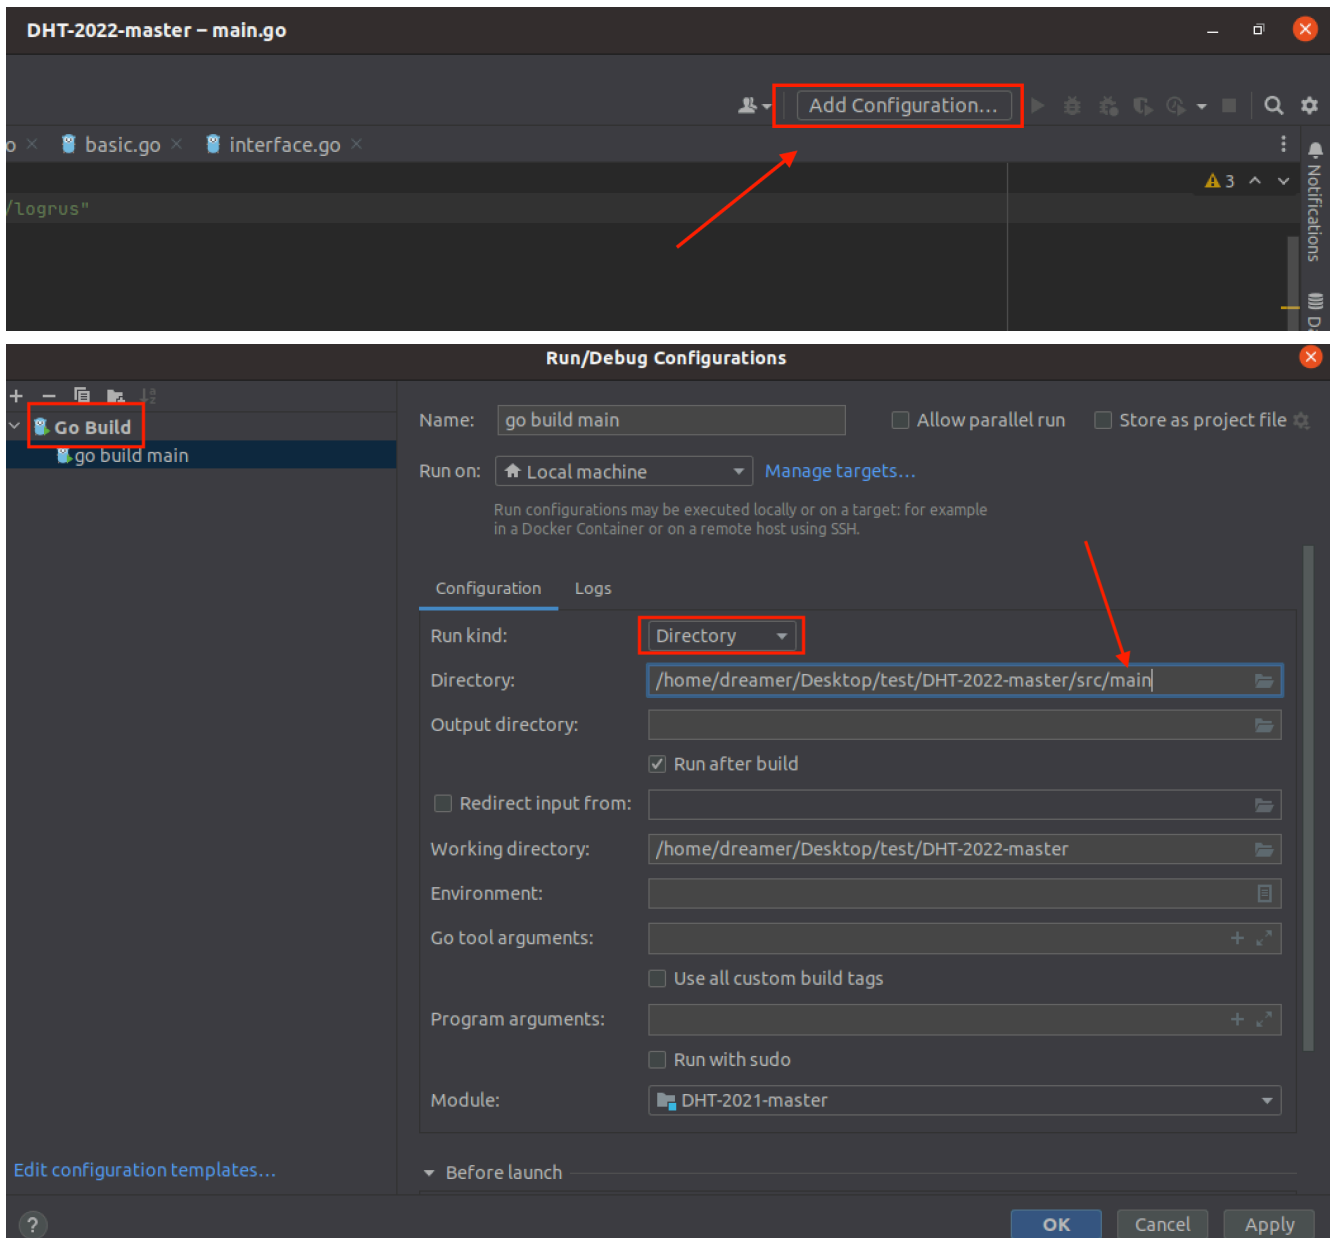 DHT-2022-master – main.go
Add Configuration...
o
basic.go
interface.go
3
Notifications
/logrus"
Run/Debug Configurations
Go Build
go build main
Name:
go build main
Allow parallel run
Store as project file
Run on:
Local machine
Manage targets...
Run configurations may be executed locally or on a target: for example
in a Docker Container or on a remote host using SSH.
Configuration
Logs
Run kind:
Directory
Directory:
/home/dreamer/Desktop/test/DHT-2022-master/src/main
Output directory:
Run after build
Redirect input from:
Working directory:
/home/dreamer/Desktop/test/DHT-2022-master
Environment:
Go tool arguments:
Use all custom build tags
Program arguments:
Run with sudo
Module:
DHT-2021-master
Edit configuration templates...
Before launch
?
OK
Cancel
Apply